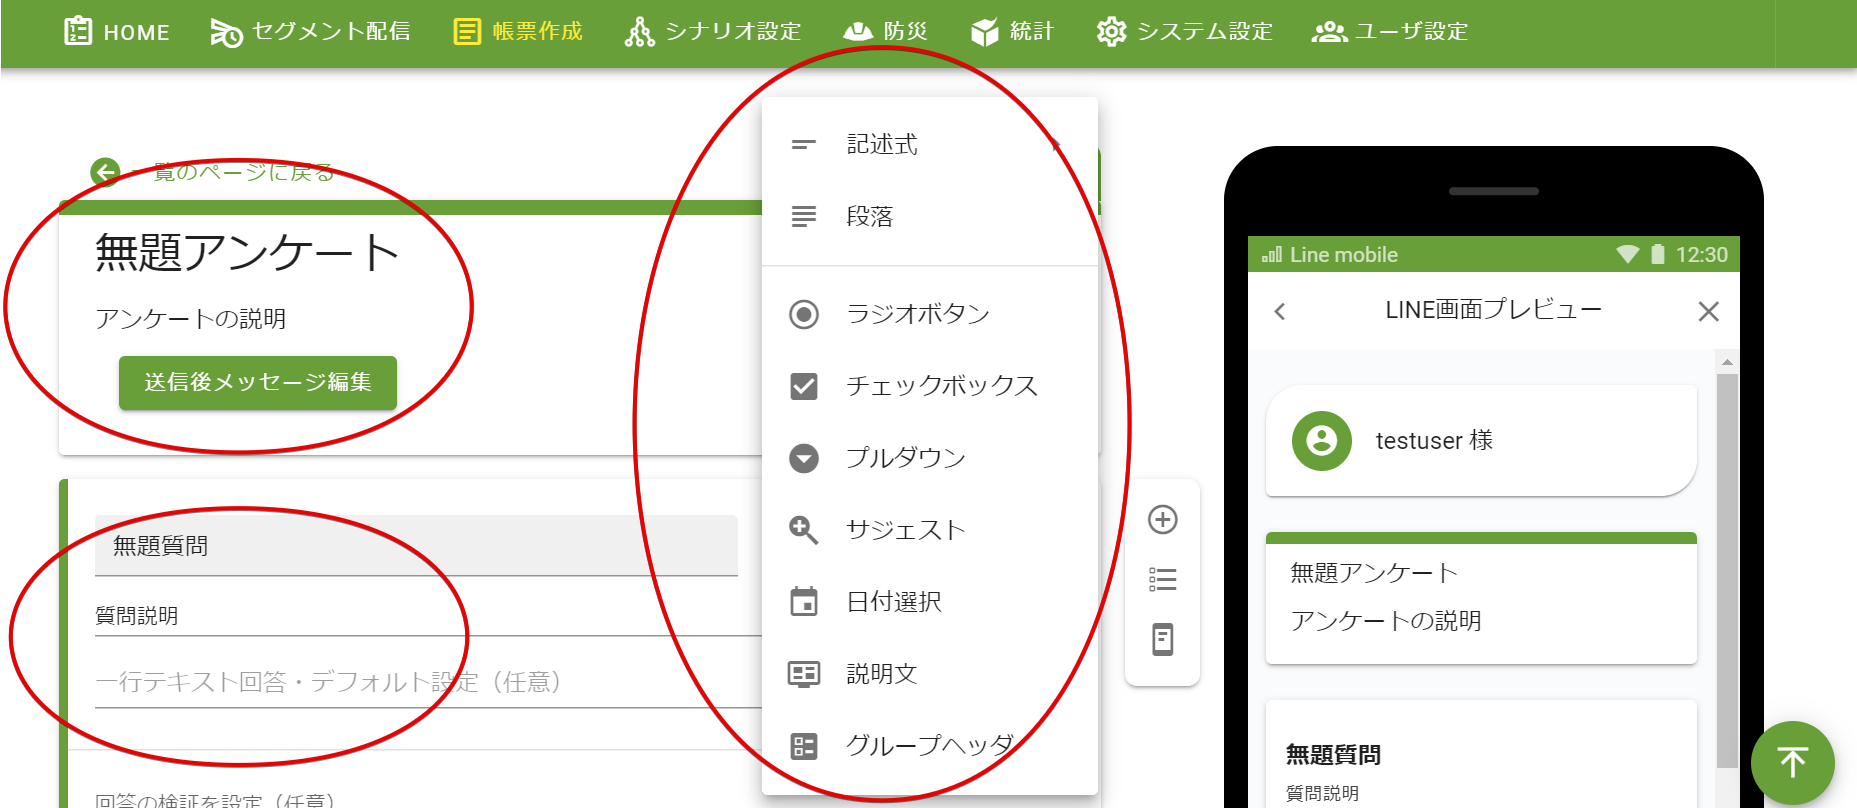 HOME セグメント配信 帳票作成 シナリオ設定 防災 統計 システム設定 ユーザ設定
一覧のページに戻る
無題アンケート
アンケートの説明
送信後メッセージ編集
無題質問
質問説明
一行テキスト回答・デフォルト設定（任意）
回答の検証を設定（任意）
記述式
段落
ラジオボタン
チェックボックス
プルダウン
サジェスト
日付選択
説明文
グループヘッダ
Line mobile 12:30
LINE画面プレビュー
testuser 様
無題アンケート
アンケートの説明
無題質問
質問説明